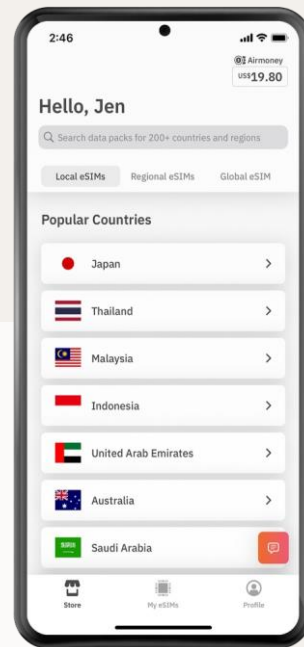 2:46
Airmoney
US$19.80
Hello, Jen
Search data packs for 200+ countries and regions
Local eSIMs
Regional eSIMs
Global eSIM
Popular Countries
Japan
Thailand
Malaysia
Indonesia
United Arab Emirates
Australia
Saudi Arabia
Store
My eSIMs
Profile